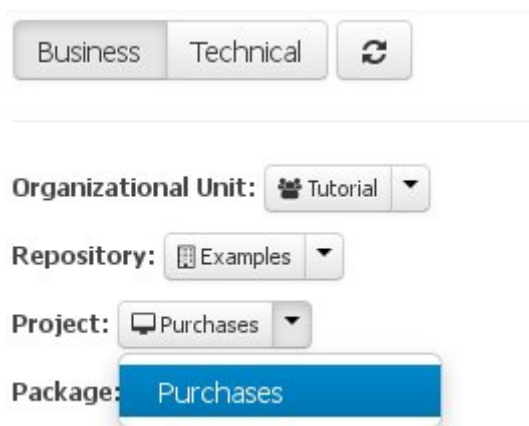 Business Technical
Organizational Unit: Tutorial
Repository: Examples
Project: Purchases
Package: Purchases